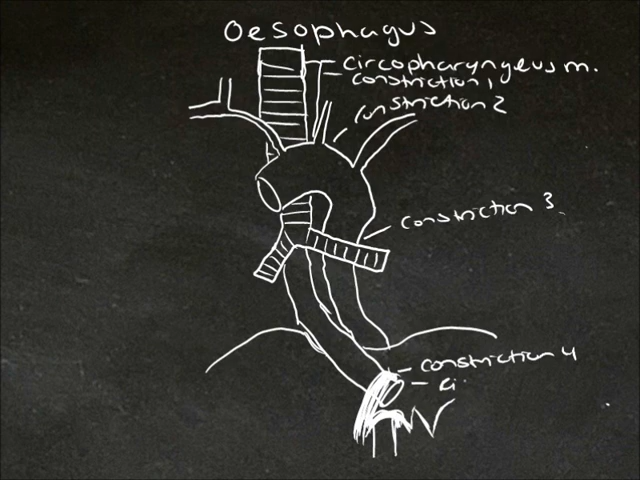 Oesophagus
circopharyngeus m.
constriction 1
constriction 2
constriction 3
constriction 4